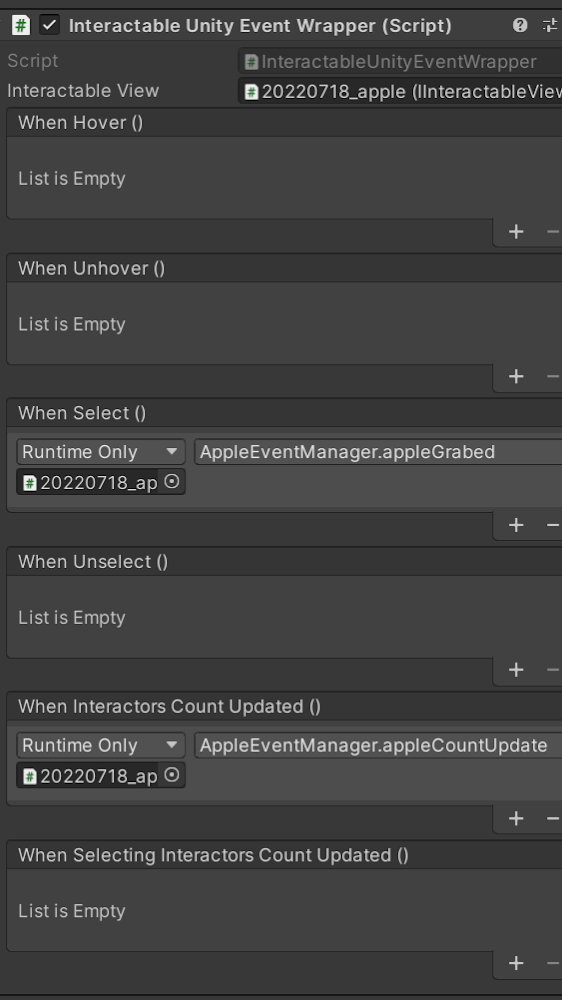 Interactable Unity Event Wrapper (Script)
Script InteractableUnityEventWrapper
Interactable View 20220718_apple (IInteractableView
When Hover ()
List is Empty
When Unhover ()
List is Empty
When Select ()
Runtime Only AppleEventManager.appleGrabed
20220718_ap
When Unselect ()
List is Empty
When Interactors Count Updated ()
Runtime Only AppleEventManager.appleCountUpdate
20220718_ap
When Selecting Interactors Count Updated ()
List is Empty